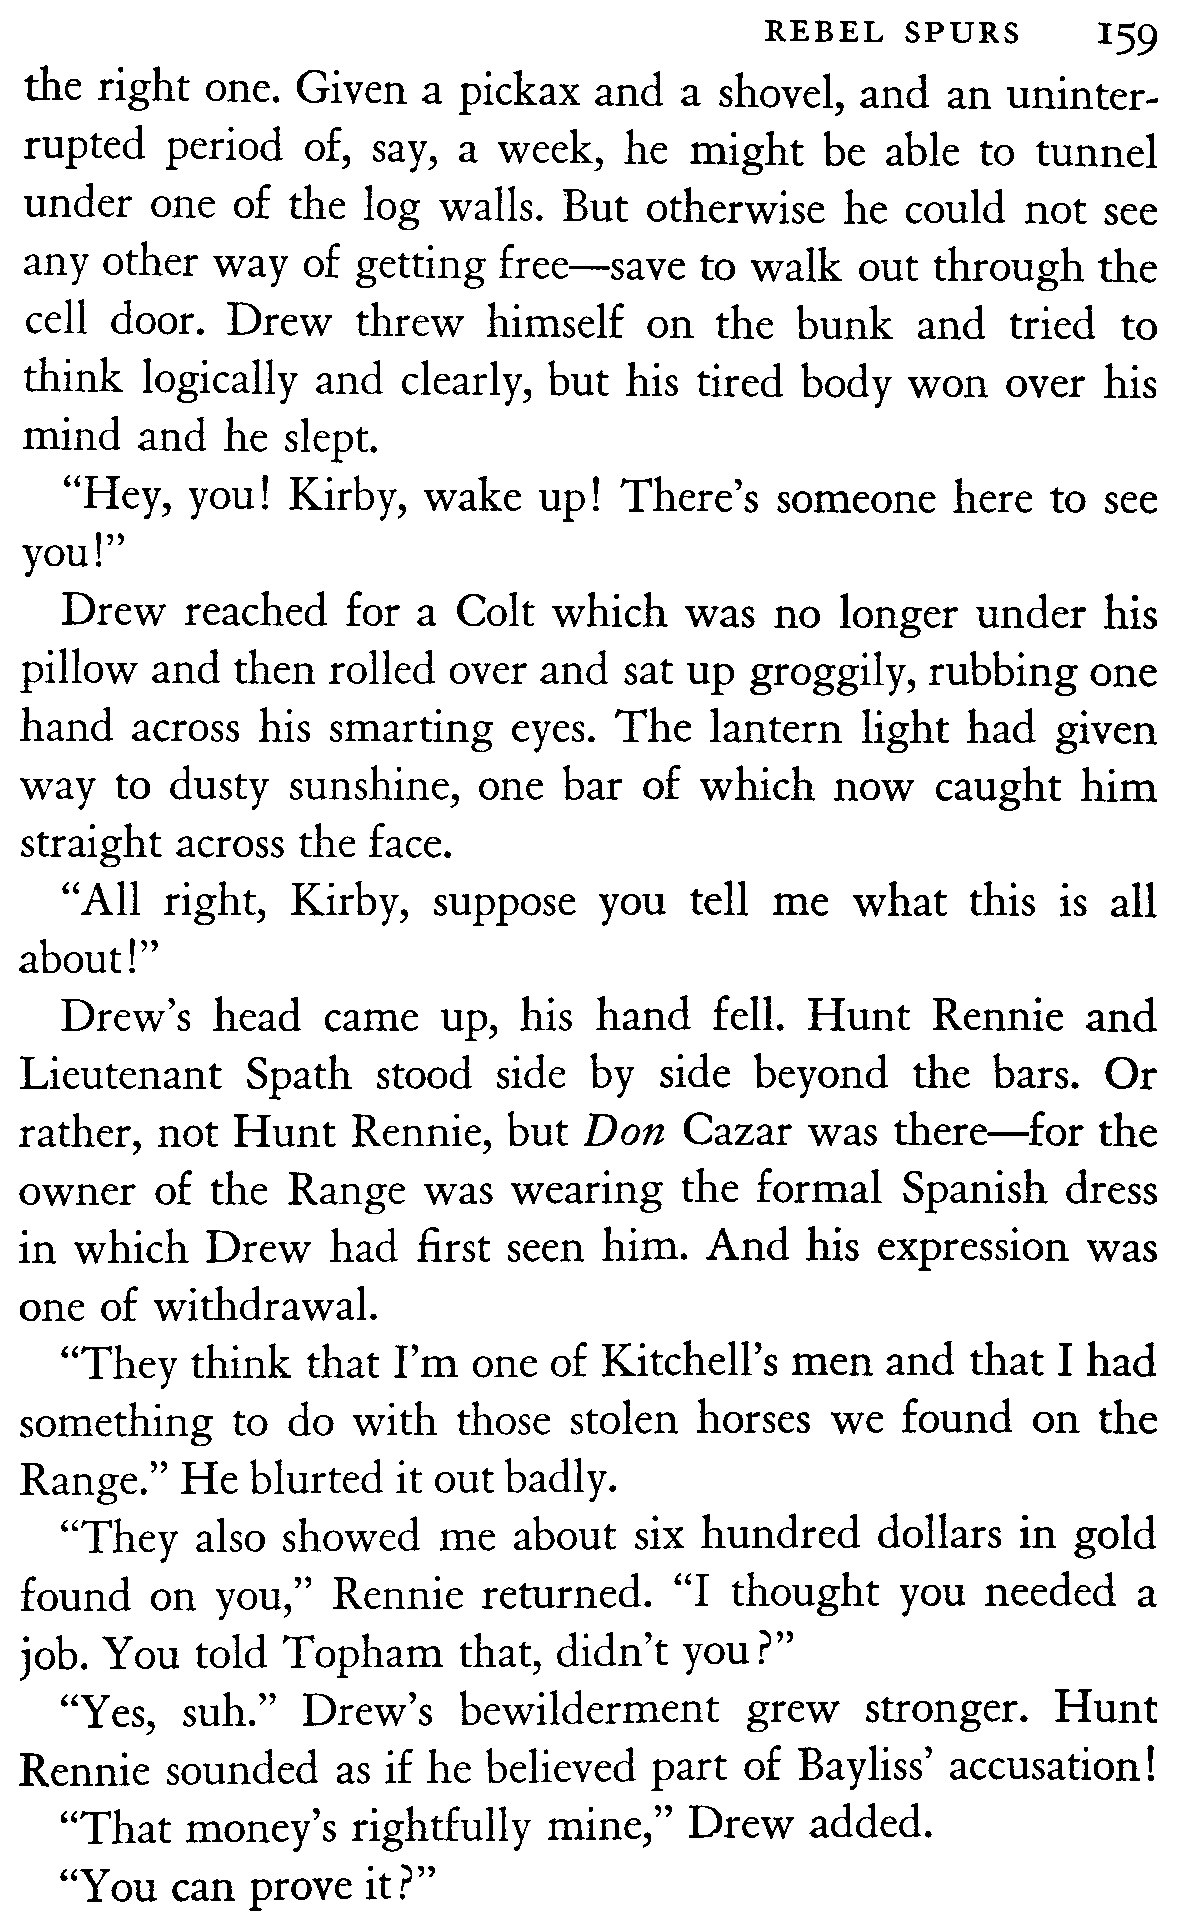 REBEL SPURS 159
the right one. Given a pickax and a shovel, and an uninter-
rupted period of, say, a week, he might be able to tunnel
under one of the log walls. But otherwise he could not see
any other way of getting free—save to walk out through the
cell door. Drew threw himself on the bunk and tried to
think logically and clearly, but his tired body won over his
mind and he slept.
“Hey, you! Kirby, wake up! There’s someone here to see
you!”
Drew reached for a Colt which was no longer under his
pillow and then rolled over and sat up groggily, rubbing one
hand across his smarting eyes. The lantern light had given
way to dusty sunshine, one bar of which now caught him
straight across the face.
“All right, Kirby, suppose you tell me what this is all
about!”
Drew’s head came up, his hand fell. Hunt Rennie and
Lieutenant Spath stood side by side beyond the bars. Or
rather, not Hunt Rennie, but Don Cazar was there—for the
owner of the Range was wearing the formal Spanish dress
in which Drew had first seen him. And his expression was
one of withdrawal.
“They think that I’m one of Kitchell’s men and that I had
something to do with those stolen horses we found on the
Range.” He blurted it out badly.
“They also showed me about six hundred dollars in gold
found on you,” Rennie returned. “I thought you needed a
job. You told Topham that, didn’t you?”
“Yes, suh.” Drew’s bewilderment grew stronger. Hunt
Rennie sounded as if he believed part of Bayliss’ accusation!
“That money’s rightfully mine,” Drew added.
“You can prove it?”